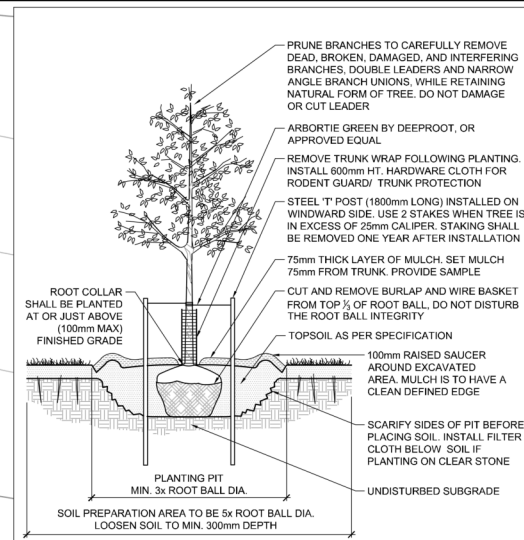 PRUNE BRANCHES TO CAREFULLY REMOVE
DEAD, BROKEN, DAMAGED, AND INTERFERING
BRANCHES, DOUBLE LEADERS AND NARROW
ANGLE BRANCH UNIONS, WHILE RETAINING
NATURAL FORM OF TREE. DO NOT DAMAGE
OR CUT LEADER
ARBORTIE GREEN BY DEEPROOT, OR
APPROVED EQUAL
REMOVE TRUNK WRAP FOLLOWING PLANTING.
INSTALL 600mm HT. HARDWARE CLOTH FOR
RODENT GUARD/ TRUNK PROTECTION
STEEL 'T' POST (1800mm LONG) INSTALLED ON
WINDWARD SIDE. USE 2 STAKES WHEN TREE IS
IN EXCESS OF 25mm CALIPER. STAKING SHALL
BE REMOVED ONE YEAR AFTER INSTALLATION
75mm THICK LAYER OF MULCH. SET MULCH
75mm FROM TRUNK. PROVIDE SAMPLE
CUT AND REMOVE BURLAP AND WIRE BASKET
FROM TOP ⅓ OF ROOT BALL, DO NOT DISTURB
THE ROOT BALL INTEGRITY
TOPSOIL AS PER SPECIFICATION
100mm RAISED SAUCER
AROUND EXCAVATED
AREA. MULCH IS TO HAVE A
CLEAN DEFINED EDGE
SCARIFY SIDES OF PIT BEFORE
PLACING SOIL. INSTALL FILTER
CLOTH BELOW SOIL IF
PLANTING ON CLEAR STONE
UNDISTURBED SUBGRADE
ROOT COLLAR
SHALL BE PLANTED
AT OR JUST ABOVE
(100mm MAX)
FINISHED GRADE
PLANTING PIT
MIN. 3x ROOT BALL DIA.
SOIL PREPARATION AREA TO BE 5x ROOT BALL DIA.
LOOSEN SOIL TO MIN. 300mm DEPTH